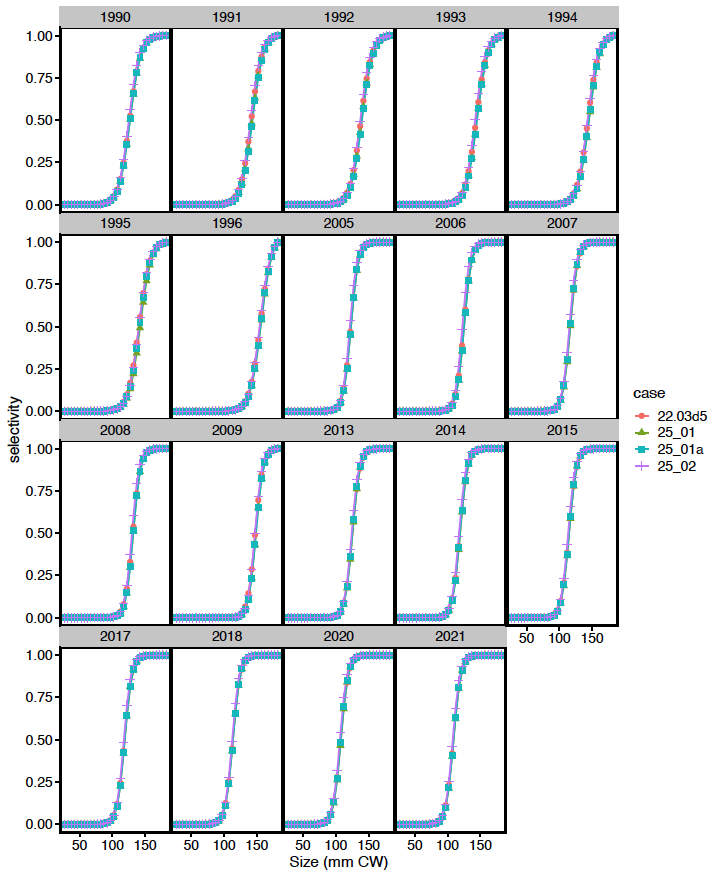 1990 1991 1992 1993 1994
1.00
0.75
0.50
0.25
0.00
1995 1996 2005 2006 2007
1.00
0.75
0.50
0.25
0.00
2008 2009 2013 2014 2015
1.00
0.75
0.50
0.25
0.00
50 100 150
2017 2018 2020 2021
1.00
0.75
0.50
0.25
0.00
50 100 150 50 100 150 50 100 150 50 100 150
Size (mm CW)
selectivity
case
22.03d5
25_01
25_01a
25_02